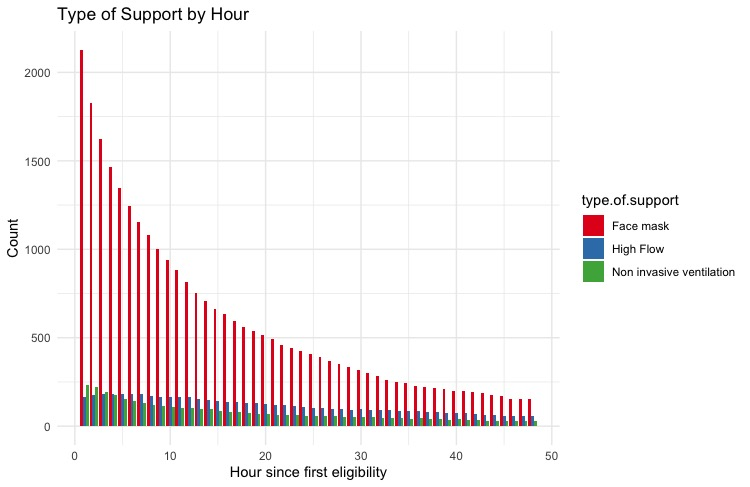 Type of Support by Hour
2000
1500
1000
500
0
Count
0 10 20 30 40 50
Hour since first eligibility
type.of.support
Face mask
High Flow
Non invasive ventilation